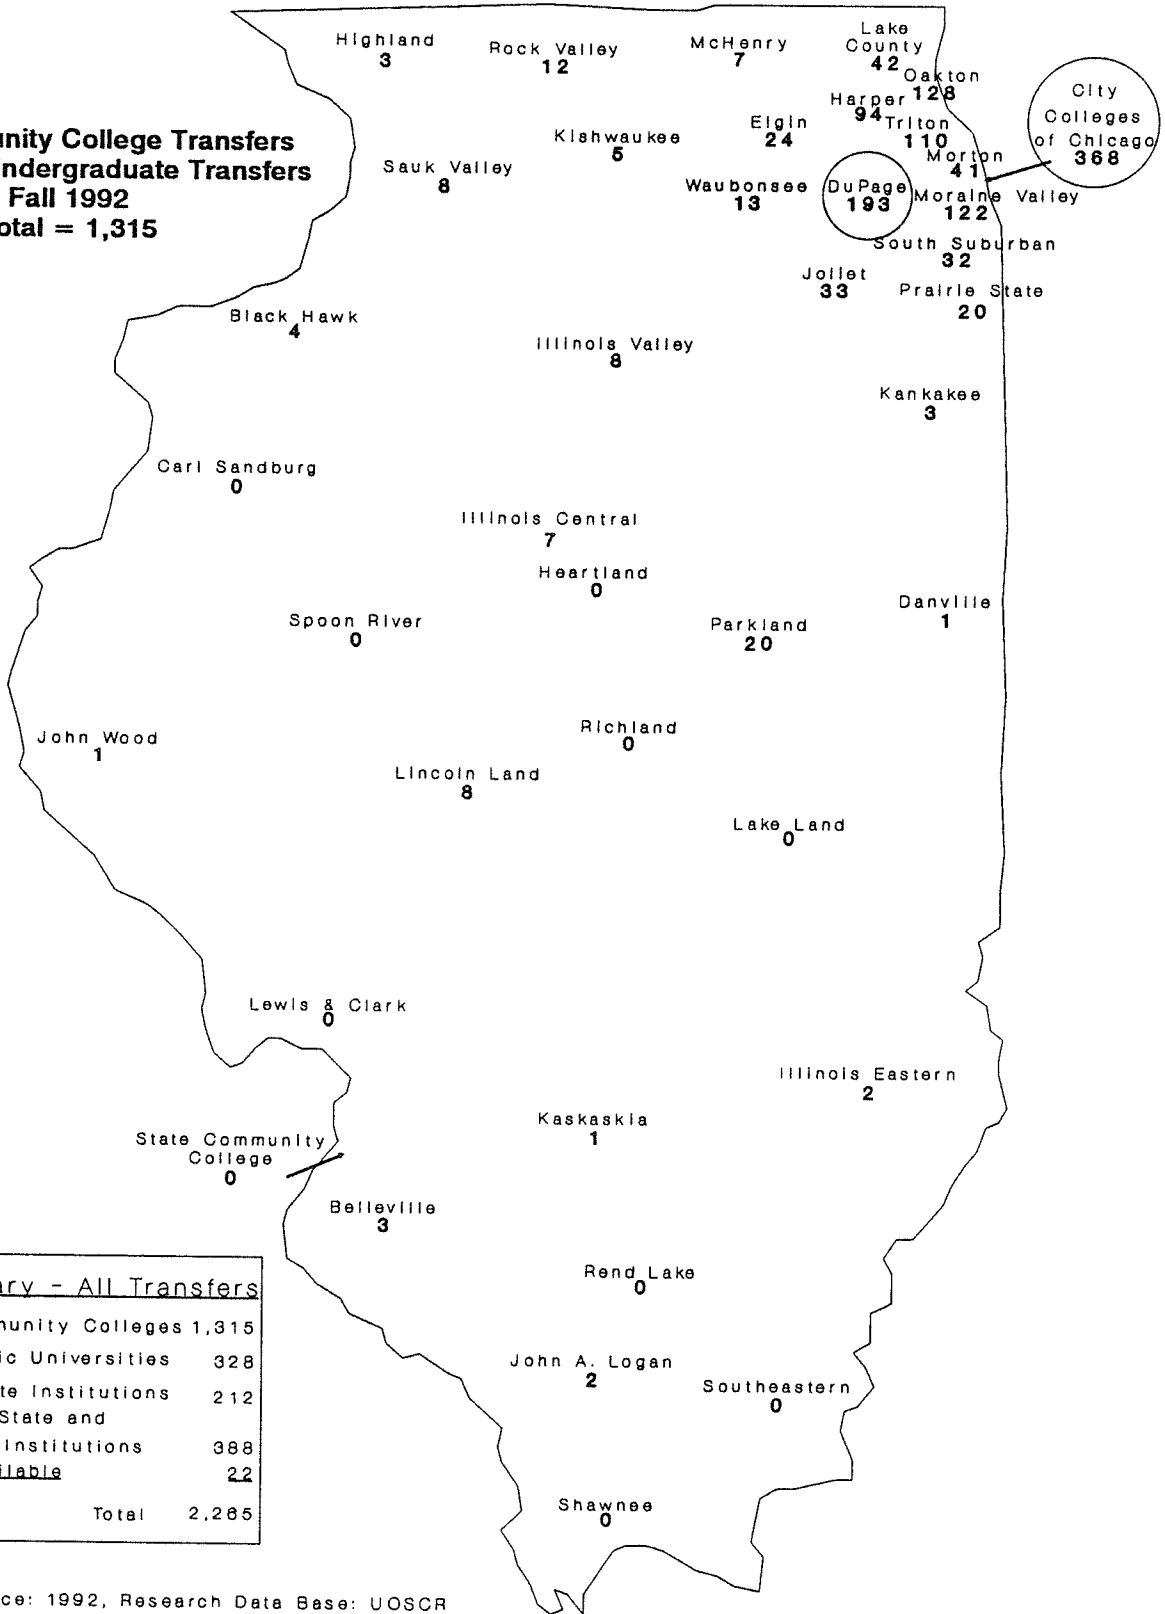 unity College Transfers
ndergraduate Transfers
Fall 1992
otal = 1,315
Highland
3
Rock Valley
12
McHenry
7
Lake
County
42
Oakton
128
Harper
94
Triton
110
City
Colleges
of Chicago
368
Elgin
24
Kishwaukee
5
Sauk Valley
8
Morton
41
Waubonsee
13
DuPage
193
Moraine Valley
122
South Suburban
32
Joliet
33
Prairie State
20
Black Hawk
4
Illinois Valley
8
Kankakee
3
Carl Sandburg
0
Illinois Central
7
Heartland
0
Danville
1
Spoon River
0
Parkland
20
Richland
0
John Wood
1
Lincoln Land
8
Lake Land
0
Lewis & Clark
0
Illinois Eastern
2
Kaskaskia
1
State Community
College
0
Belleville
3
Rend Lake
0
John A. Logan
2
Southeastern
0
Shawnee
0
ary - All Transfers
munity Colleges 1,315
ic Universities 328
te Institutions 212
State and
Institutions 388
ilable 22
Total 2,265
ce: 1992, Research Data Base: UOSCR